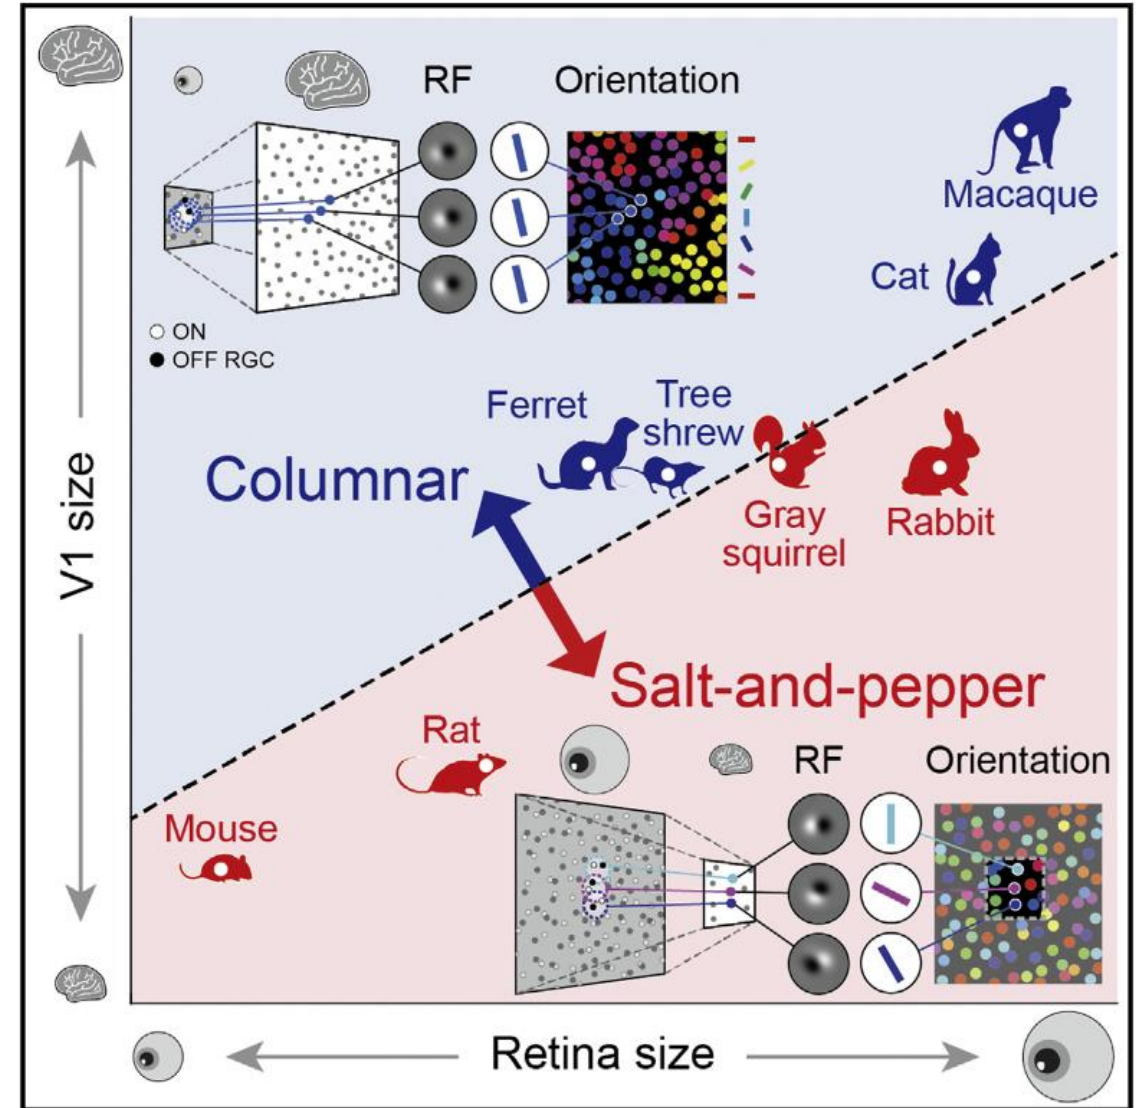 RF
Orientation
Macaque
Cat
ON
OFF RGC
Ferret
Tree
shrew
Columnar
Gray
squirrel
Rabbit
V1 size
Salt-and-pepper
Rat
RF
Orientation
Mouse
Retina size